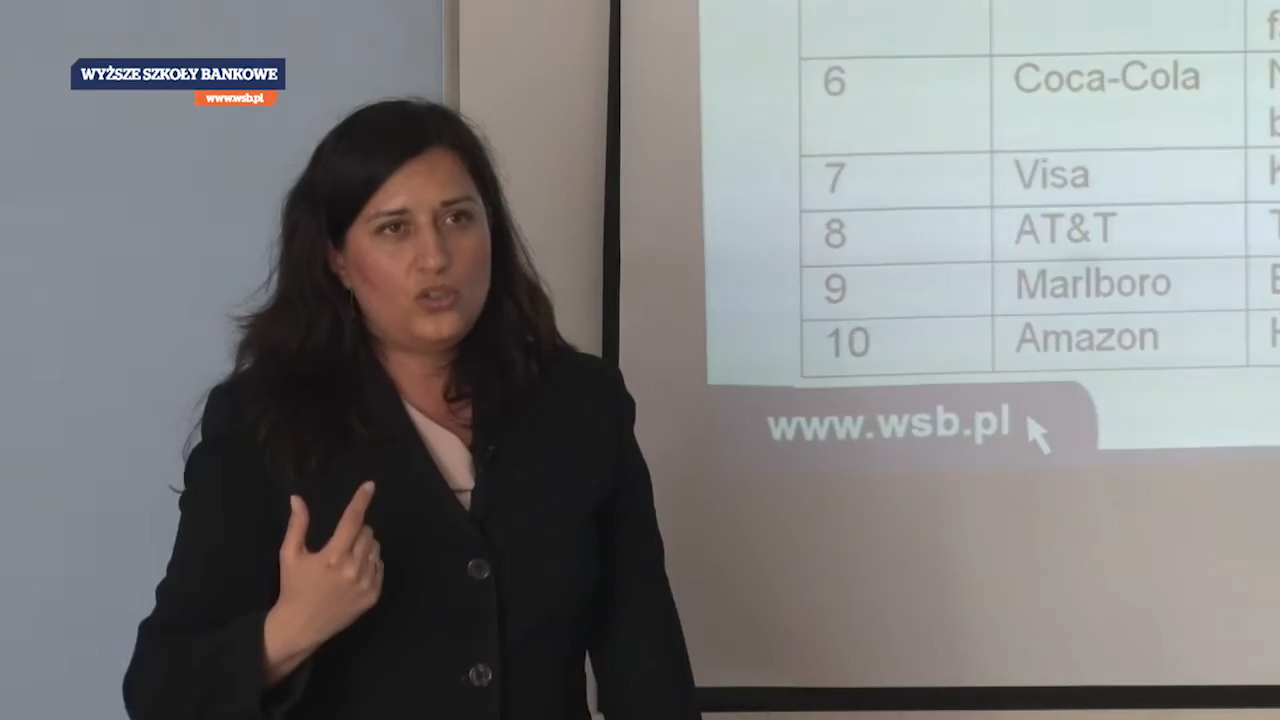 WYŻSZE SZKOŁY BANKOWE
www.wsb.pl
6 Coca-Cola
7 Visa
8 AT&T
9 Marlboro
10 Amazon
www.wsb.pl